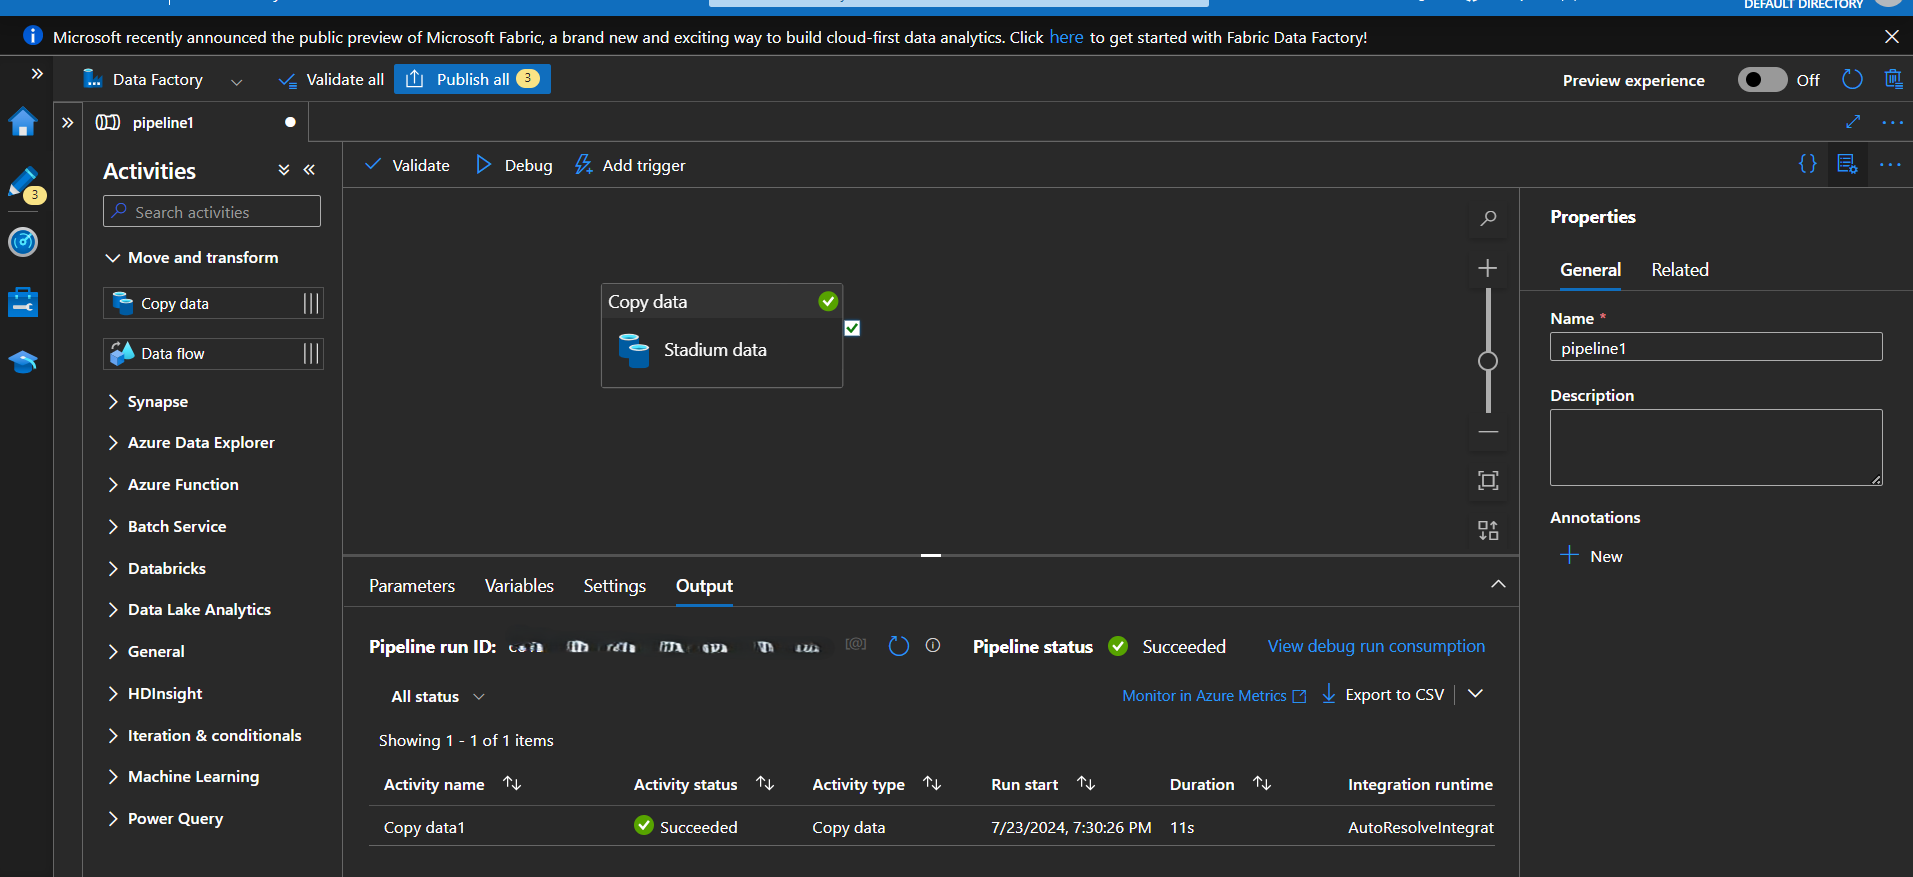 DEFAULT DIRECTORY
Microsoft recently announced the public preview of Microsoft Fabric, a brand new and exciting way to build cloud-first data analytics. Click here to get started with Fabric Data Factory!
Data Factory
Validate all
Publish all 3
Preview experience
Off
pipeline1
3
Activities
Search activities
Move and transform
Copy data
Data flow
Synapse
Azure Data Explorer
Azure Function
Batch Service
Databricks
Data Lake Analytics
General
HDInsight
Iteration & conditionals
Machine Learning
Power Query
Validate
Debug
Add trigger
{}
Copy data
Stadium data
Parameters
Variables
Settings
Output
Pipeline run ID:
[@]
Pipeline status
Succeeded
View debug run consumption
All status
Monitor in Azure Metrics
Export to CSV
Showing 1 - 1 of 1 items
Activity name
Activity status
Activity type
Run start
Duration
Integration runtime
Copy data1
Succeeded
Copy data
7/23/2024, 7:30:26 PM
11s
AutoResolveIntegrat
Properties
General
Related
Name *
pipeline1
Description
Annotations
New